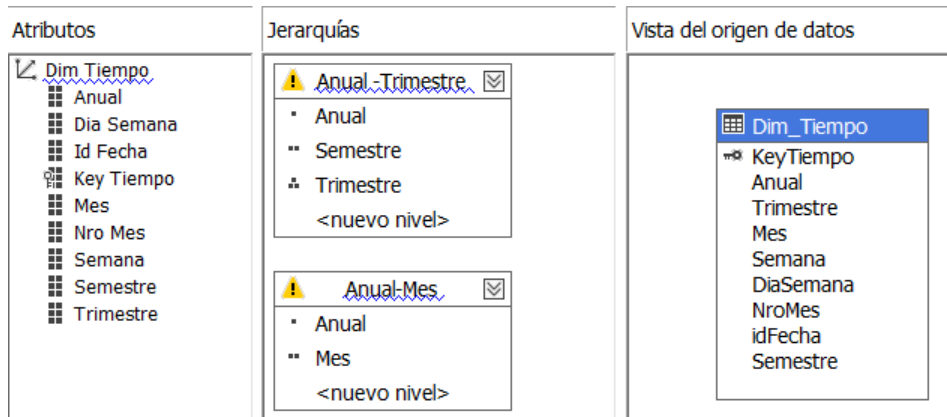 Atributos
Dim Tiempo
Anual
Dia Semana
Id Fecha
Key Tiempo
Mes
Nro Mes
Semana
Semestre
Trimestre
Jerarquías
Anual -Trimestre
Anual
Semestre
Trimestre
<nuevo nivel>
Anual-Mes
Anual
Mes
<nuevo nivel>
Vista del origen de datos
Dim_Tiempo
KeyTiempo
Anual
Trimestre
Mes
Semana
DiaSemana
NroMes
idFecha
Semestre